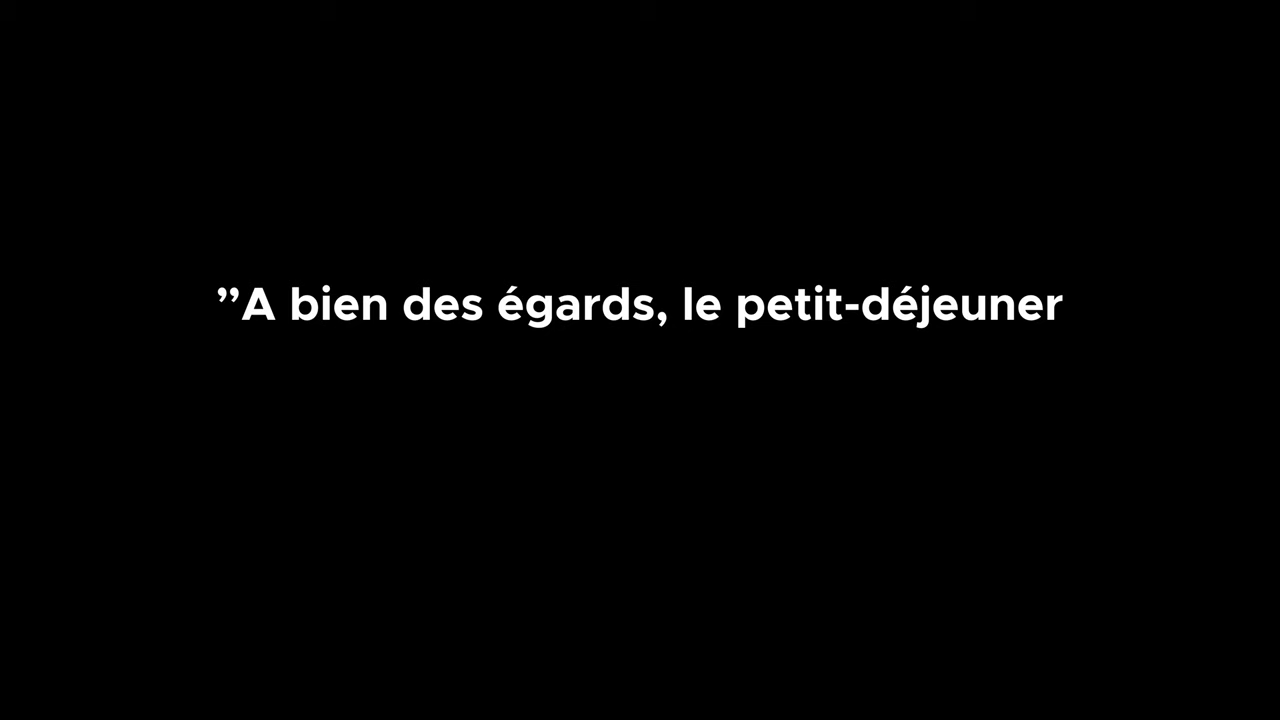 ”A bien des égards, le petit-déjeuner